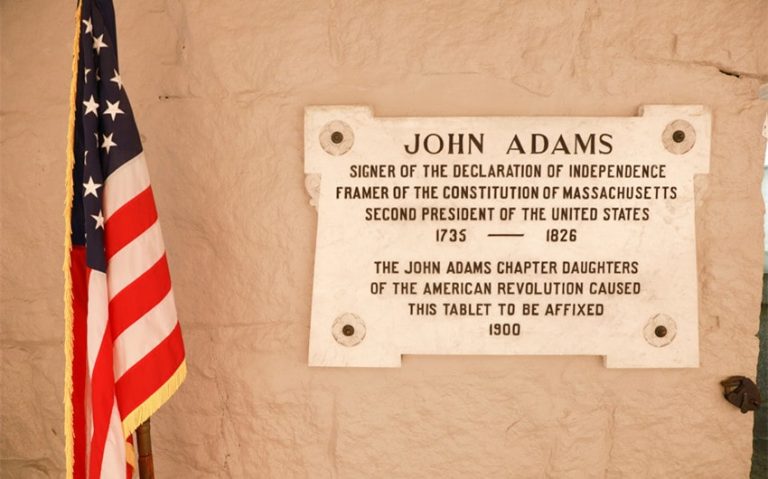 JOHN ADAMS
SIGNER OF THE DECLARATION OF INDEPENDENCE
FRAMER OF THE CONSTITUTION OF MASSACHUSETTS
SECOND PRESIDENT OF THE UNITED STATES
1735 — 1826
THE JOHN ADAMS CHAPTER DAUGHTERS
OF THE AMERICAN REVOLUTION CAUSED
THIS TABLET TO BE AFFIXED
1900